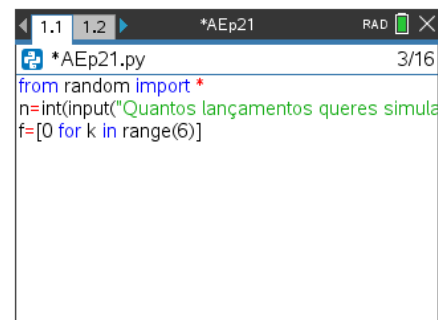 1.1 1.2 *AEp21 RAD
*AEp21.py 3/16
from random import *
n=int(input("Quantos lançamentos queres simula
f=[0 for k in range(6)]